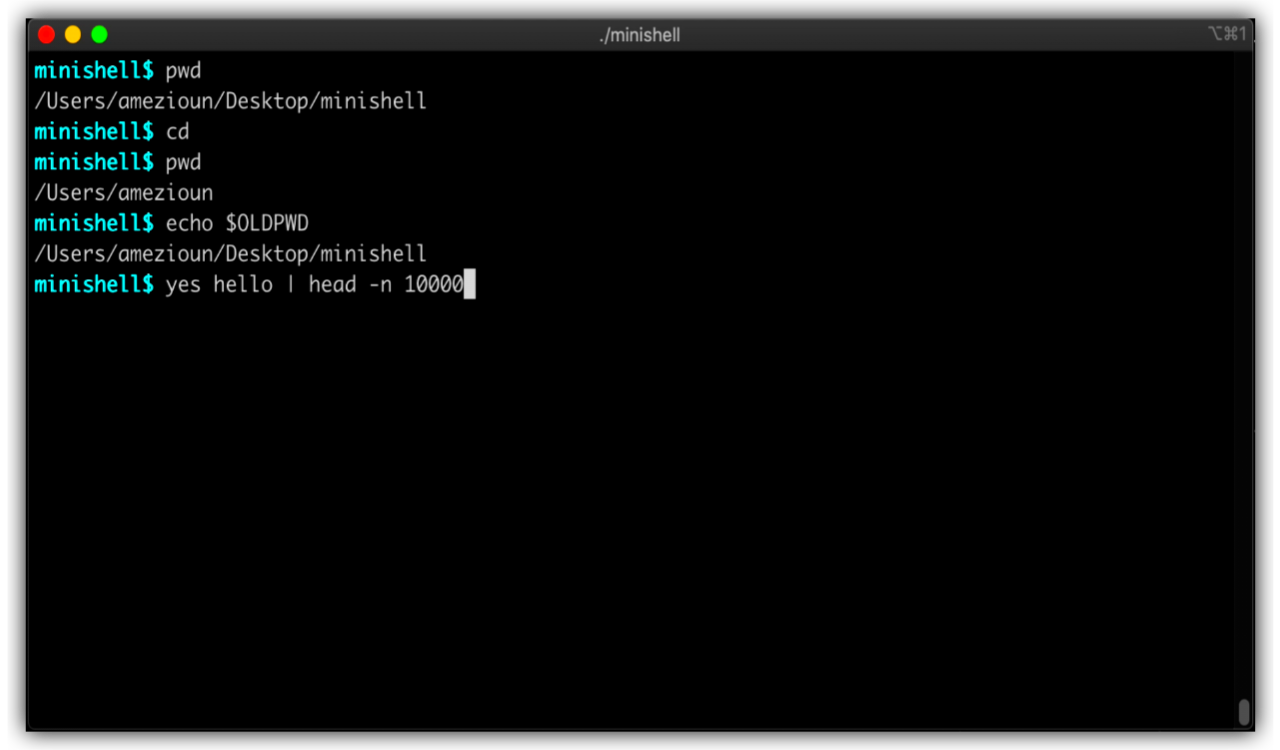 ./minishell
⌥⌘1
minishell$ pwd
/Users/amezioun/Desktop/minishell
minishell$ cd
minishell$ pwd
/Users/amezioun
minishell$ echo $OLDPWD
/Users/amezioun/Desktop/minishell
minishell$ yes hello | head -n 10000